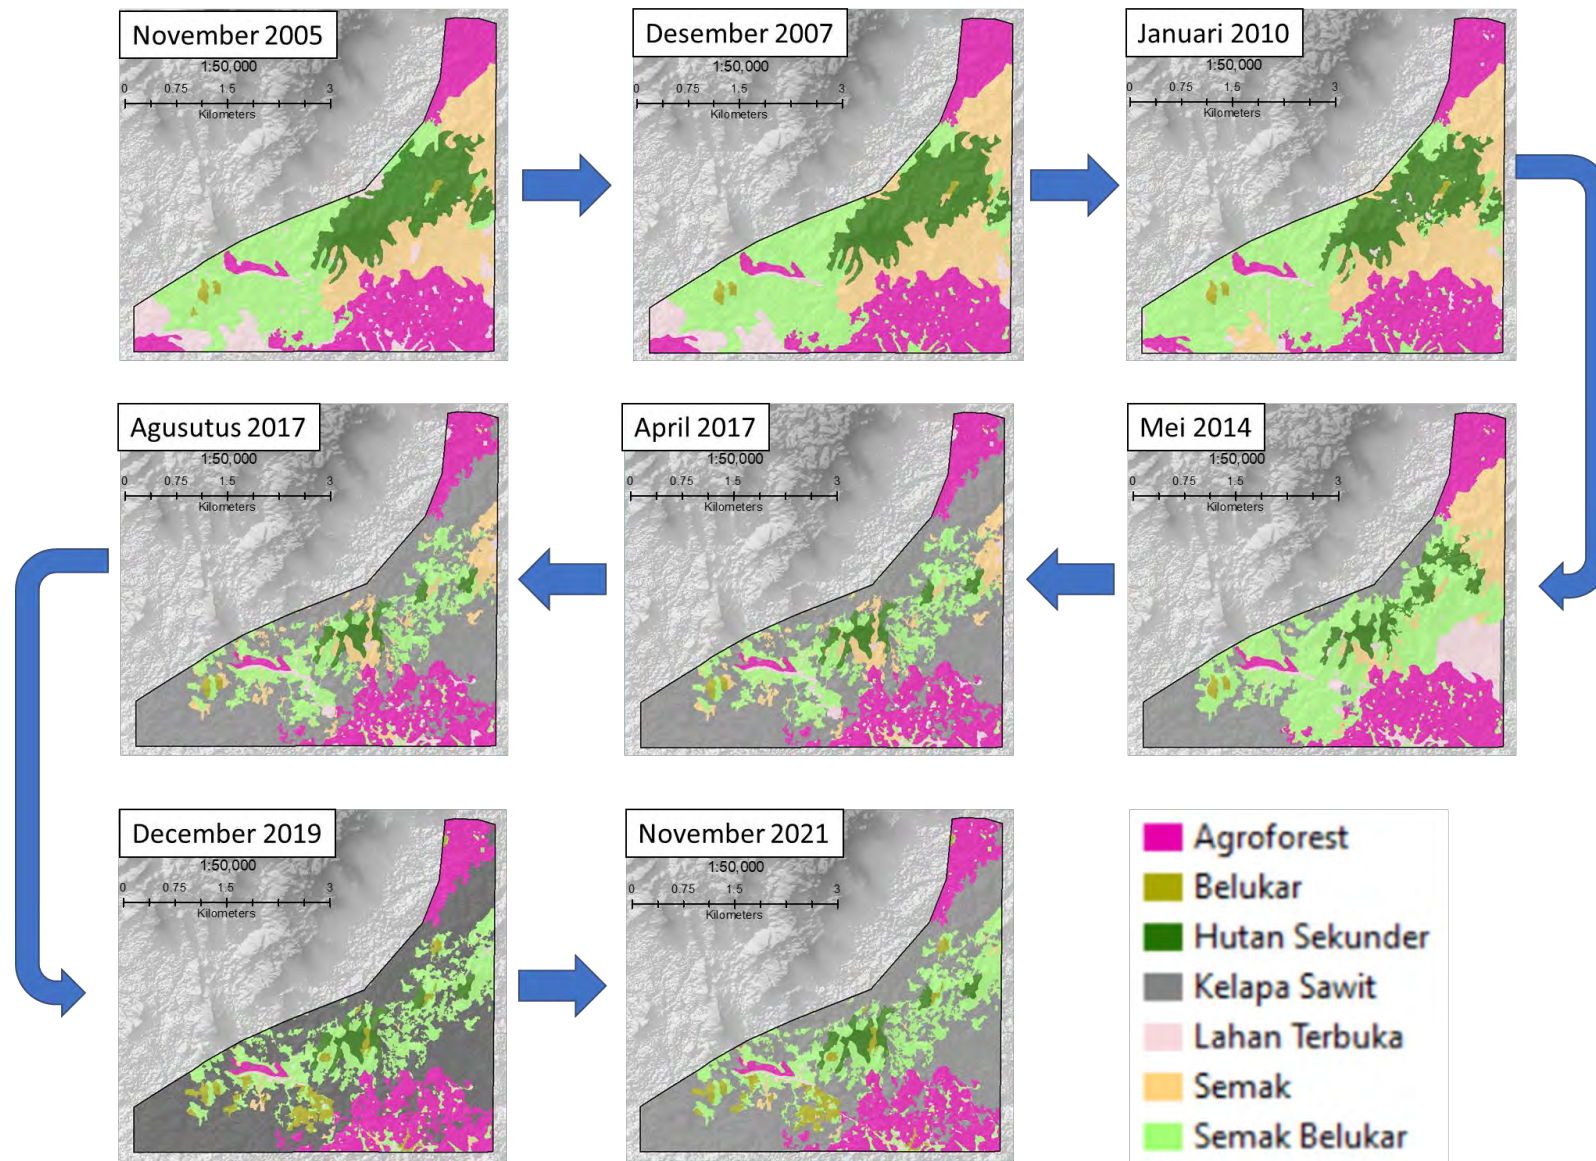 November 2005
1:50,000
0 0.75 1.5 3
Kilometers
Desember 2007
1:50,000
0 0.75 1.5 3
Kilometers
Januari 2010
1:50,000
0 0.75 1.5 3
Kilometers
Agusutus 2017
1:50,000
0 0.75 1.5 3
Kilometers
April 2017
1:50,000
0 0.75 1.5 3
Kilometers
Mei 2014
1:50,000
0 0.75 1.5 3
Kilometers
December 2019
1:50,000
0 0.75 1.5 3
Kilometers
November 2021
1:50,000
0 0.75 1.5 3
Kilometers
Agroforest
Belukar
Hutan Sekunder
Kelapa Sawit
Lahan Terbuka
Semak
Semak Belukar